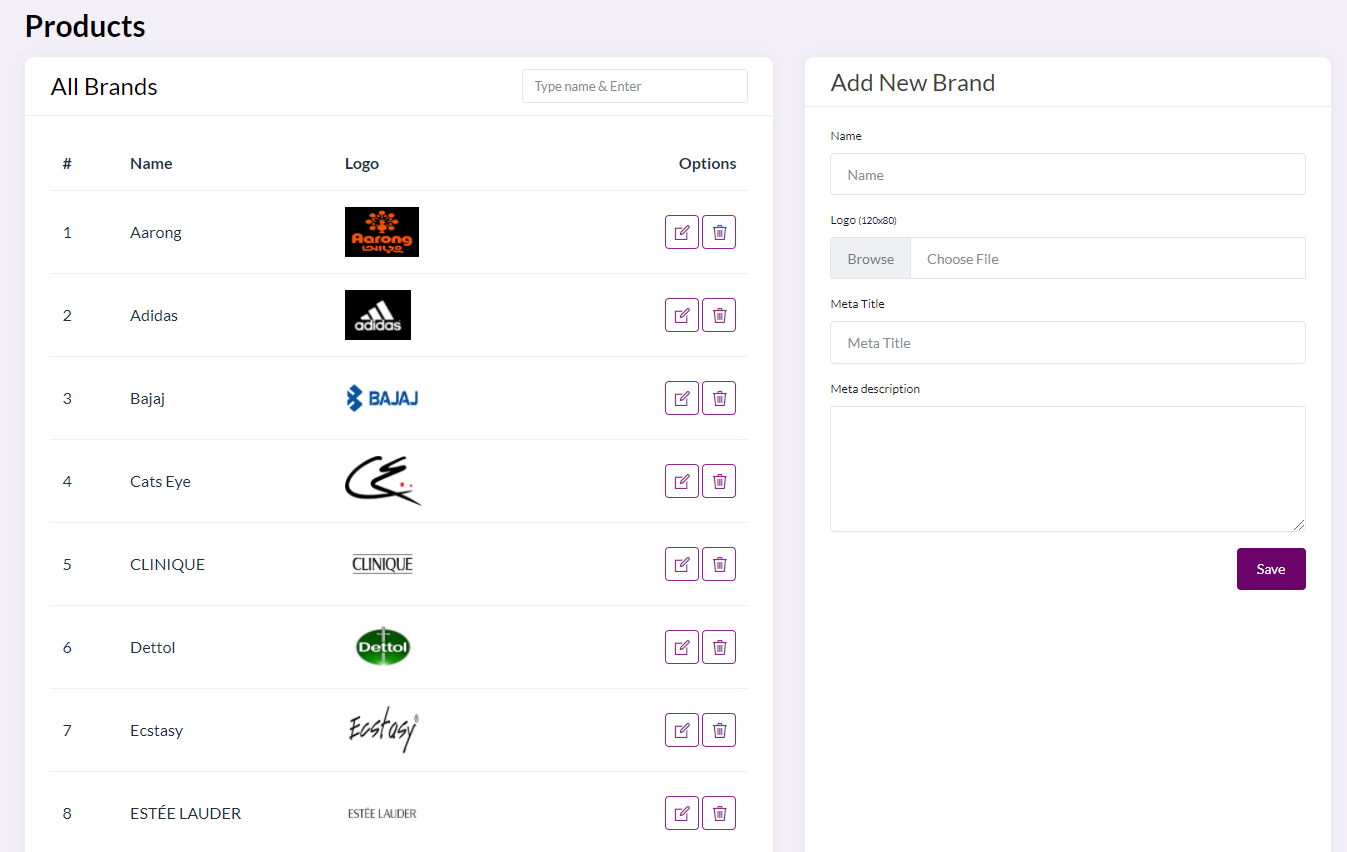 Products
All Brands
Type name & Enter
# Name Logo Options
1 Aarong Aarong আড়ং
2 Adidas adidas
3 Bajaj BAJAJ
4 Cats Eye
5 CLINIQUE CLINIQUE
6 Dettol Dettol
7 Ecstasy Ecstasy®
8 ESTÉE LAUDER ESTĒE LAUDER
Add New Brand
Name
Name
Logo (120x80)
Browse Choose File
Meta Title
Meta Title
Meta description
Save